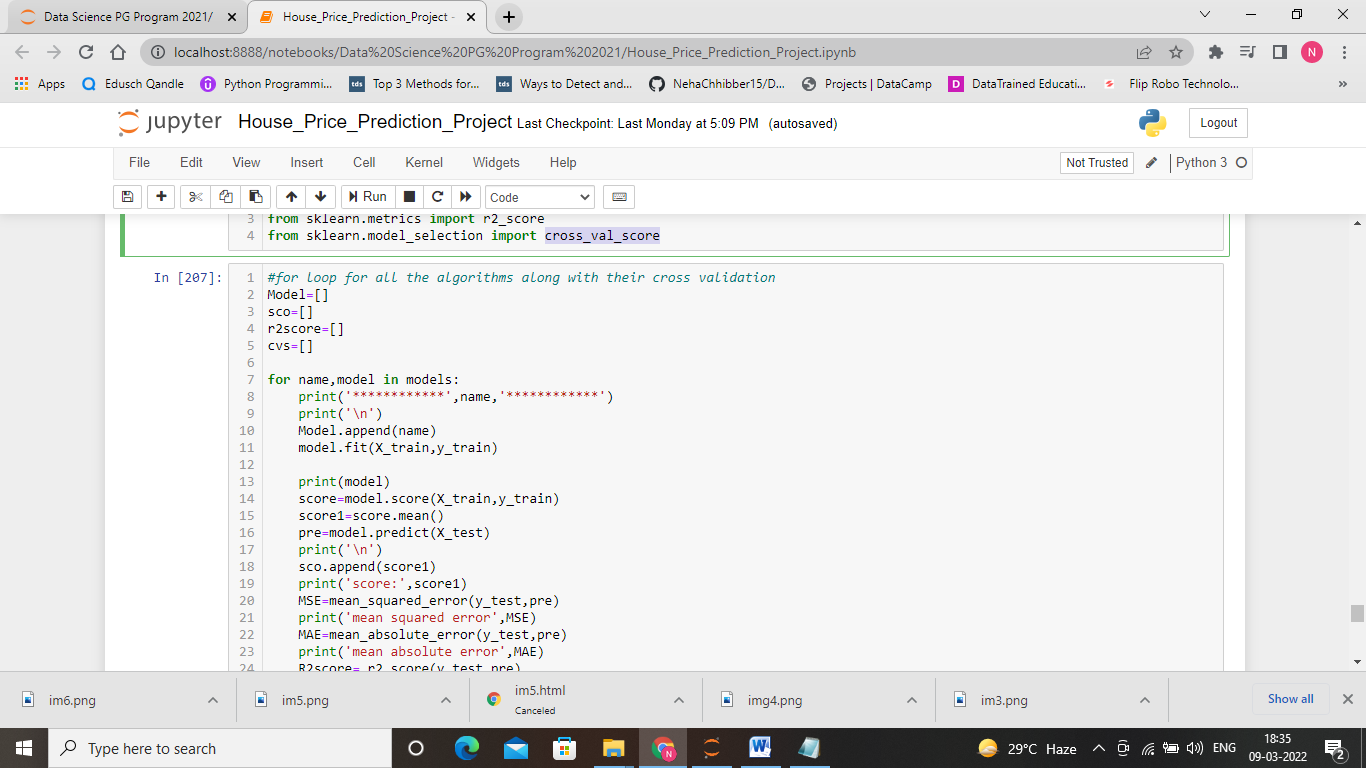 Data Science PG Program 2021/
House_Price_Prediction_Project -
localhost:8888/notebooks/Data%20Science%20PG%20Program%202021/House_Price_Prediction_Project.ipynb
N
Apps
Edusch Qandle
Python Programmi...
tds Top 3 Methods for...
tds Ways to Detect and...
NehaChhibber15/D...
Projects | DataCamp
D DataTrained Educati...
Flip Robo Technolo...
»
jupyter House_Price_Prediction_Project Last Checkpoint: Last Monday at 5:09 PM (autosaved)
Logout
File Edit View Insert Cell Kernel Widgets Help
Not Trusted
Python 3
Run
Code
3 from sklearn.metrics import r2_score
4 from sklearn.model_selection import cross_val_score
In [207]:
1 #for loop for all the algorithms along with their cross validation
2 Model=[]
3 sco=[]
4 r2score=[]
5 cvs=[]
6
7 for name,model in models:
8     print('************',name,'************')
9     print('\n')
10     Model.append(name)
11     model.fit(X_train,y_train)
12
13     print(model)
14     score=model.score(X_train,y_train)
15     score1=score.mean()
16     pre=model.predict(X_test)
17     print('\n')
18     sco.append(score1)
19     print('score:',score1)
20     MSE=mean_squared_error(y_test,pre)
21     print('mean squared error',MSE)
22     MAE=mean_absolute_error(y_test,pre)
23     print('mean absolute error',MAE)
24     R2score= r2_score(y_test,pre)
im6.png
im5.png
im5.html
Canceled
img4.png
im3.png
Show all
Type here to search
N
W
29°C Haze
ENG
18:35
09-03-2022
2